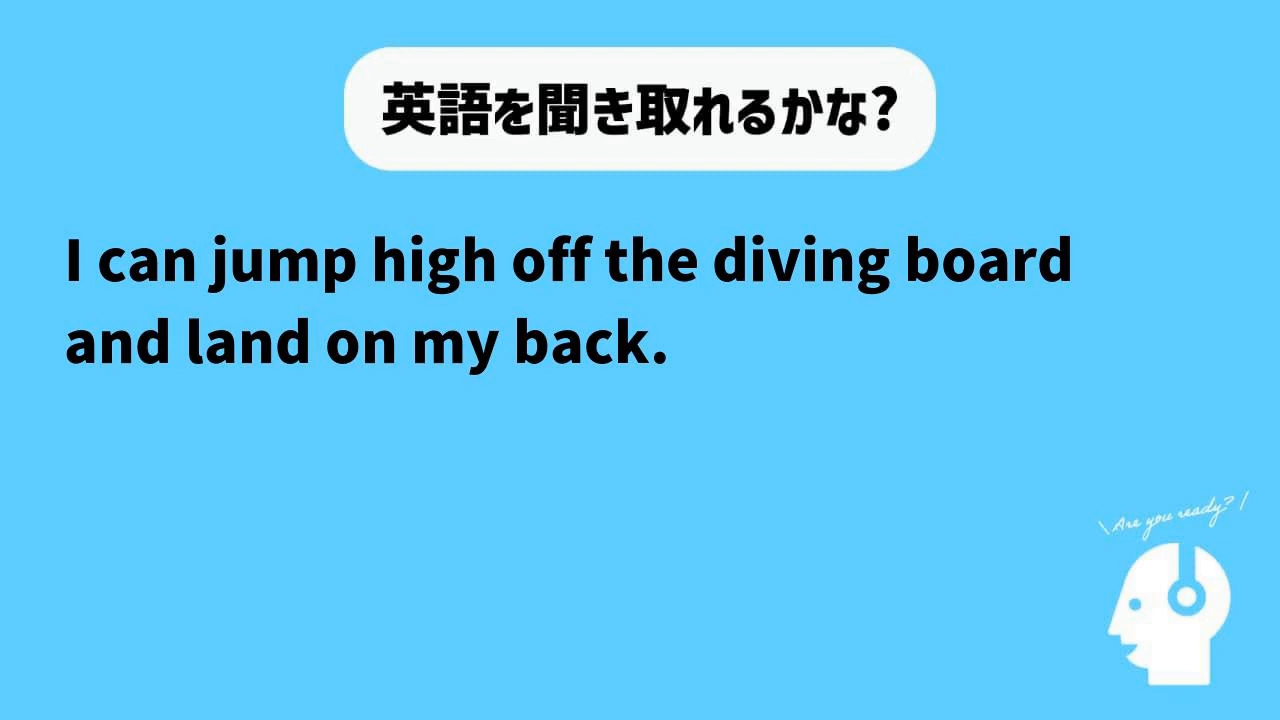 英語を聞き取れるかな?
I can jump high off the diving board
and land on my back.
\ Are you ready? /